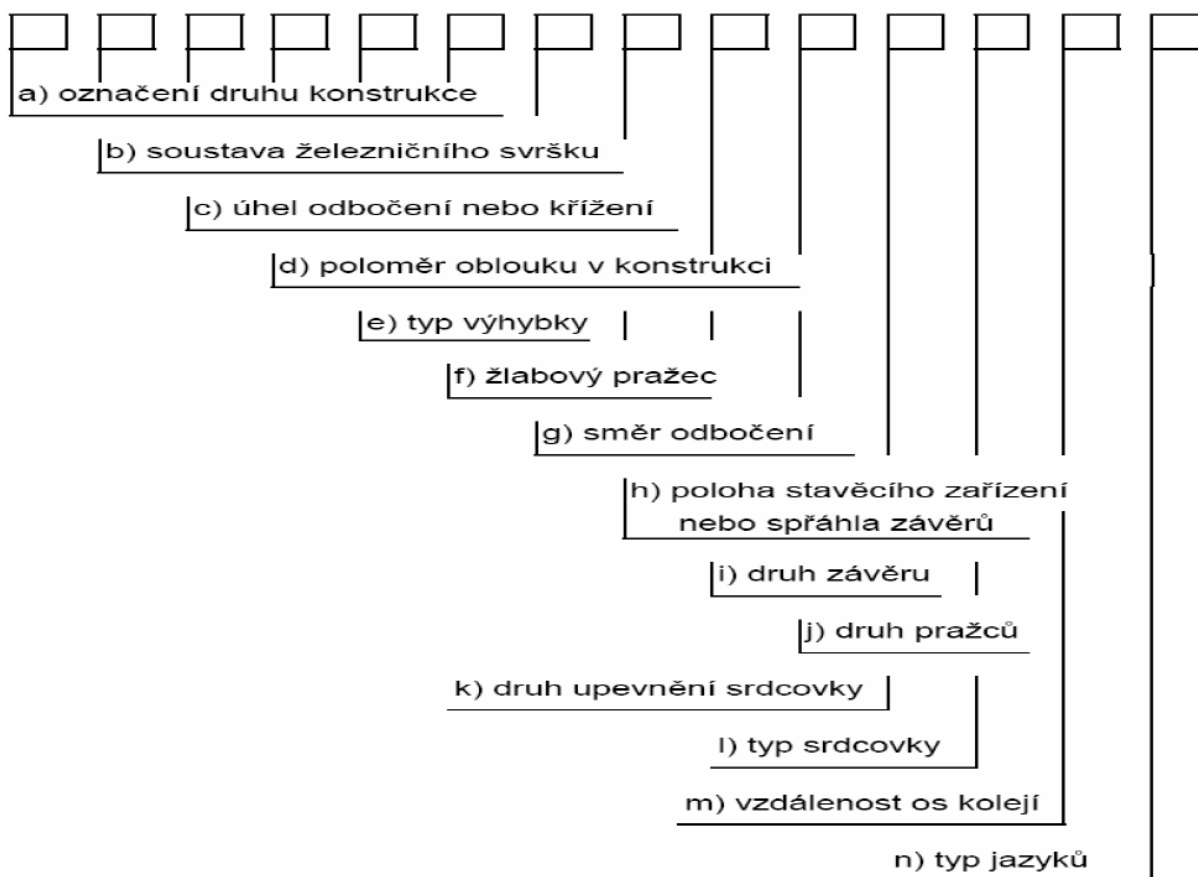 a) označení druhu konstrukce
b) soustava železničního svršku
c) úhel odbočení nebo křížení
d) poloměr oblouku v konstrukci
e) typ výhybky
f) žlabový pražec
g) směr odbočení
h) poloha stavěcího zařízení
nebo spřáhla závěrů
i) druh závěru
j) druh pražců
k) druh upevnění srdcovky
l) typ srdcovky
m) vzdálenost os kolejí
n) typ jazyků